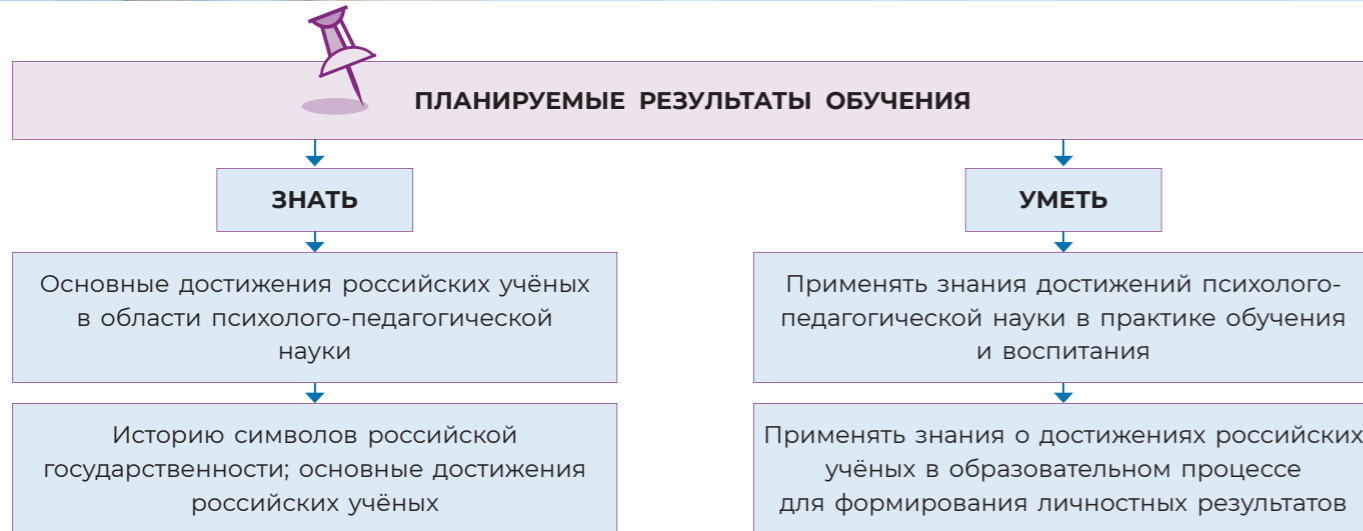 ПЛАНИРУЕМЫЕ РЕЗУЛЬТАТЫ ОБУЧЕНИЯ
ЗНАТЬ
Основные достижения российских учёных
в области психолого-педагогической
науки
Историю символов российской
государственности; основные достижения
российских учёных
УМЕТЬ
Применять знания достижений психолого-
педагогической науки в практике обучения
и воспитания
Применять знания о достижениях российских
учёных в образовательном процессе
для формирования личностных результатов